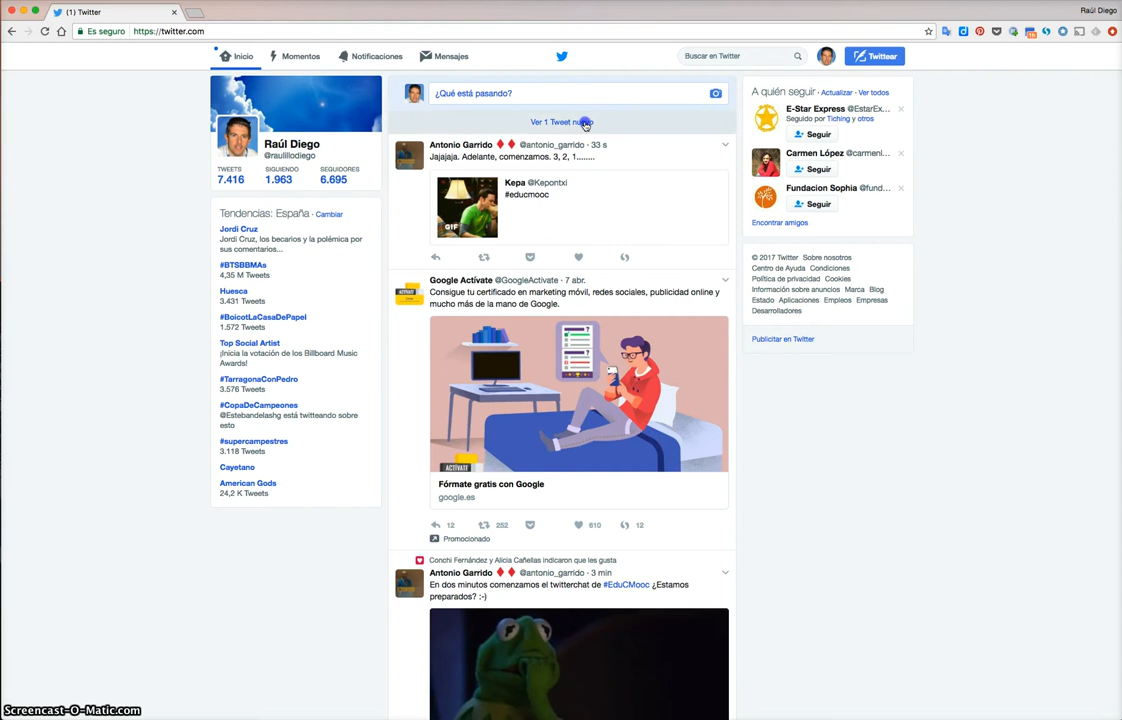 (1) Twitter
Raúl Diego
Es seguro https://twitter.com
Inicio Momentos Notificaciones Mensajes
Buscar en Twitter
Twittear
Raúl Diego
@raulillodiego
TWEETS SIGUIENDO SEGUIDORES
7.416 1.963 6.695
Tendencias: España · Cambiar
Jordi Cruz
Jordi Cruz, los becarios y la polémica por
sus comentarios...
#BTSBBMAs
4,35 M Tweets
Huesca
3.431 Tweets
#BoicotLaCasaDePapel
1.572 Tweets
Top Social Artist
¡Inicia la votación de los Billboard Music
Awards!
#TarragonaConPedro
3.576 Tweets
#CopaDeCampeones
@Estebandelashg está twitteando sobre
esto
#supercampestres
3.118 Tweets
Cayetano
American Gods
24,2 K Tweets
¿Qué está pasando?
Ver 1 Tweet nuevo
Antonio Garrido @antonio_garrido · 33 s
Jajajaja. Adelante, comenzamos. 3, 2, 1........
Kepa @Kepontxi
#educmooc
GIF
Google Actívate @GoogleActivate · 7 abr.
Consigue tu certificado en marketing móvil, redes sociales, publicidad online y
mucho más de la mano de Google.
ACTÍVATE
Fórmate gratis con Google
google.es
12 252 610 12
Promocionado
Conchi Fernández y Alicia Cañellas indicaron que les gusta
Antonio Garrido @antonio_garrido · 3 min
En dos minutos comenzamos el twitterchat de #EduCMooc ¿Estamos
preparados? :-)
A quién seguir · Actualizar · Ver todos
E-Star Express @EstarEx...
Seguido por Tiching y otros
Seguir
Carmen López @carmenl...
Seguir
Fundacion Sophia @fund...
Seguir
Encontrar amigos
© 2017 Twitter Sobre nosotros
Centro de Ayuda Condiciones
Política de privacidad Cookies
Información sobre anuncios Marca Blog
Estado Aplicaciones Empleos Empresas
Desarrolladores
Publicitar en Twitter
Screencast-O-Matic.com